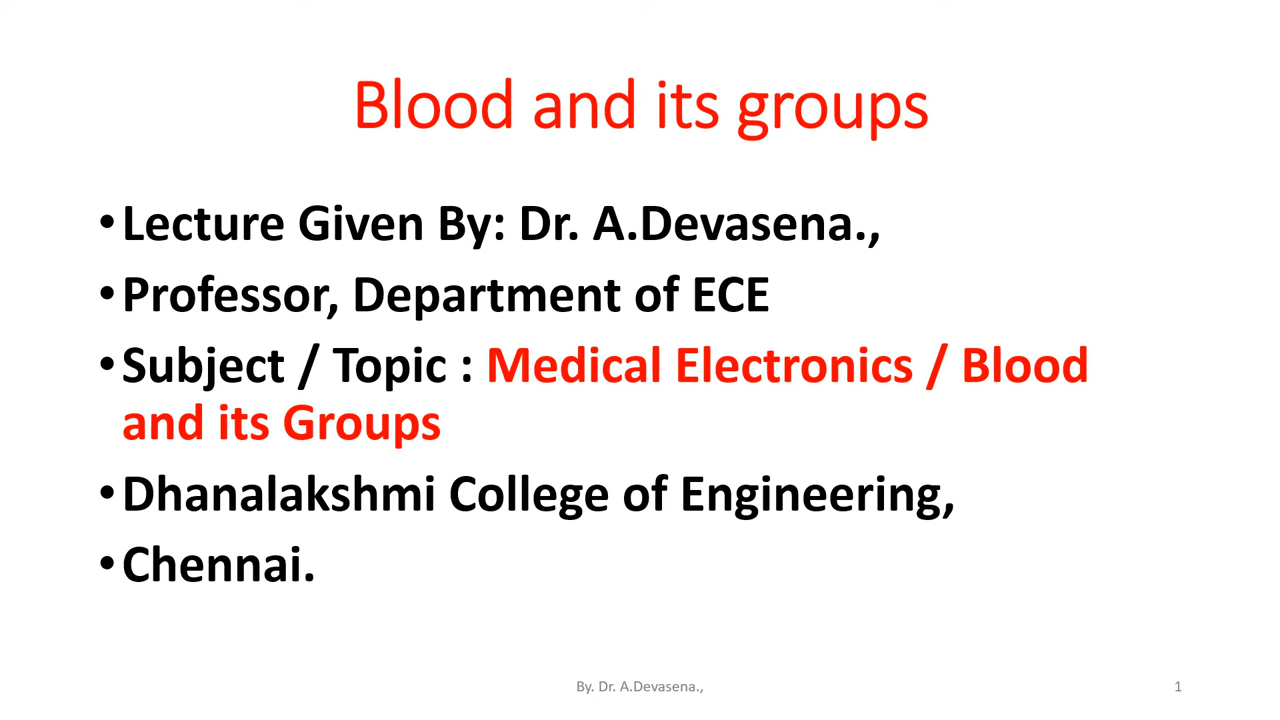 Blood and its groups
•Lecture Given By: Dr. A.Devasena.,
•Professor, Department of ECE
•Subject / Topic : Medical Electronics / Blood
and its Groups
•Dhanalakshmi College of Engineering,
•Chennai.
By. Dr. A.Devasena., 1